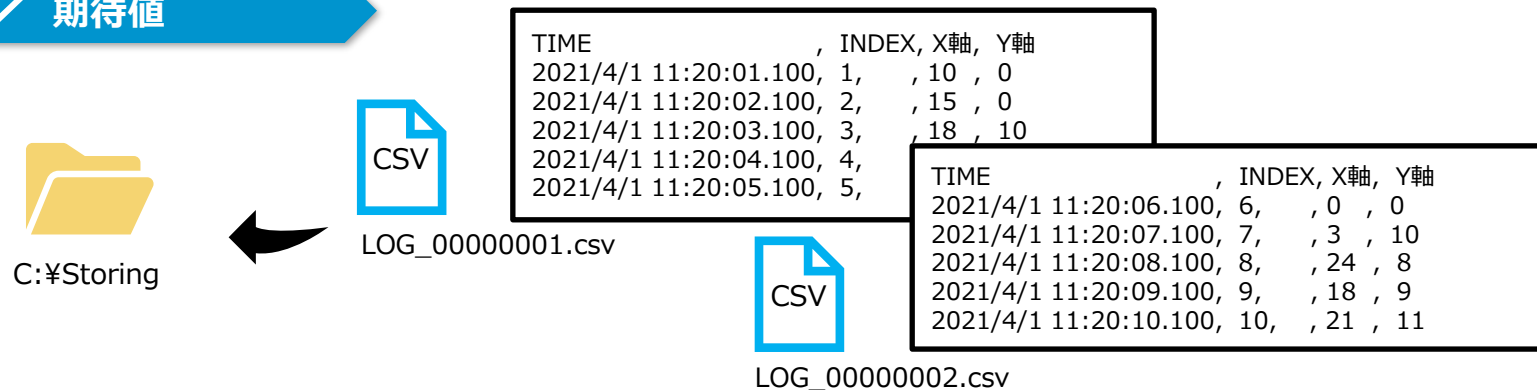 期待値
TIME , INDEX, X軸, Y軸
2021/4/1 11:20:01.100, 1, , 10 , 0
2021/4/1 11:20:02.100, 2, , 15 , 0
2021/4/1 11:20:03.100, 3, , 18 , 10
2021/4/1 11:20:04.100, 4,
2021/4/1 11:20:05.100, 5,
CSV
LOG_00000001.csv
C:¥Storing
TIME , INDEX, X軸, Y軸
2021/4/1 11:20:06.100, 6, , 0 , 0
2021/4/1 11:20:07.100, 7, , 3 , 10
2021/4/1 11:20:08.100, 8, , 24 , 8
2021/4/1 11:20:09.100, 9, , 18 , 9
2021/4/1 11:20:10.100, 10, , 21 , 11
CSV
LOG_00000002.csv